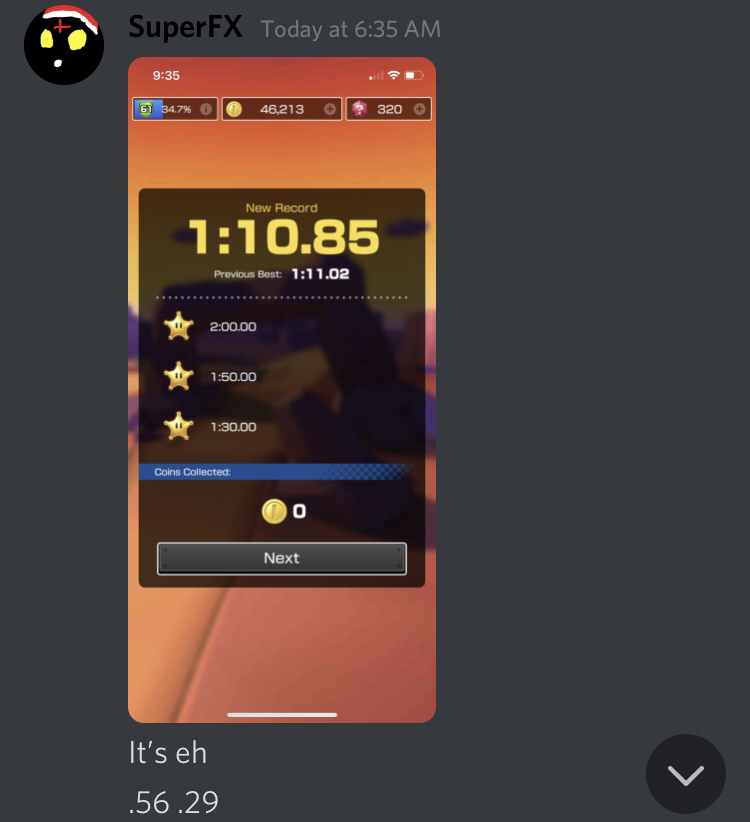 SuperFX Today at 6:35 AM
9:35
61 34.7% 46,213 320
New Record
1:10.85
Previous Best: 1:11.02
2:00.00
1:50.00
1:30.00
Coins Collected:
0
Next
It's eh
.56 .29